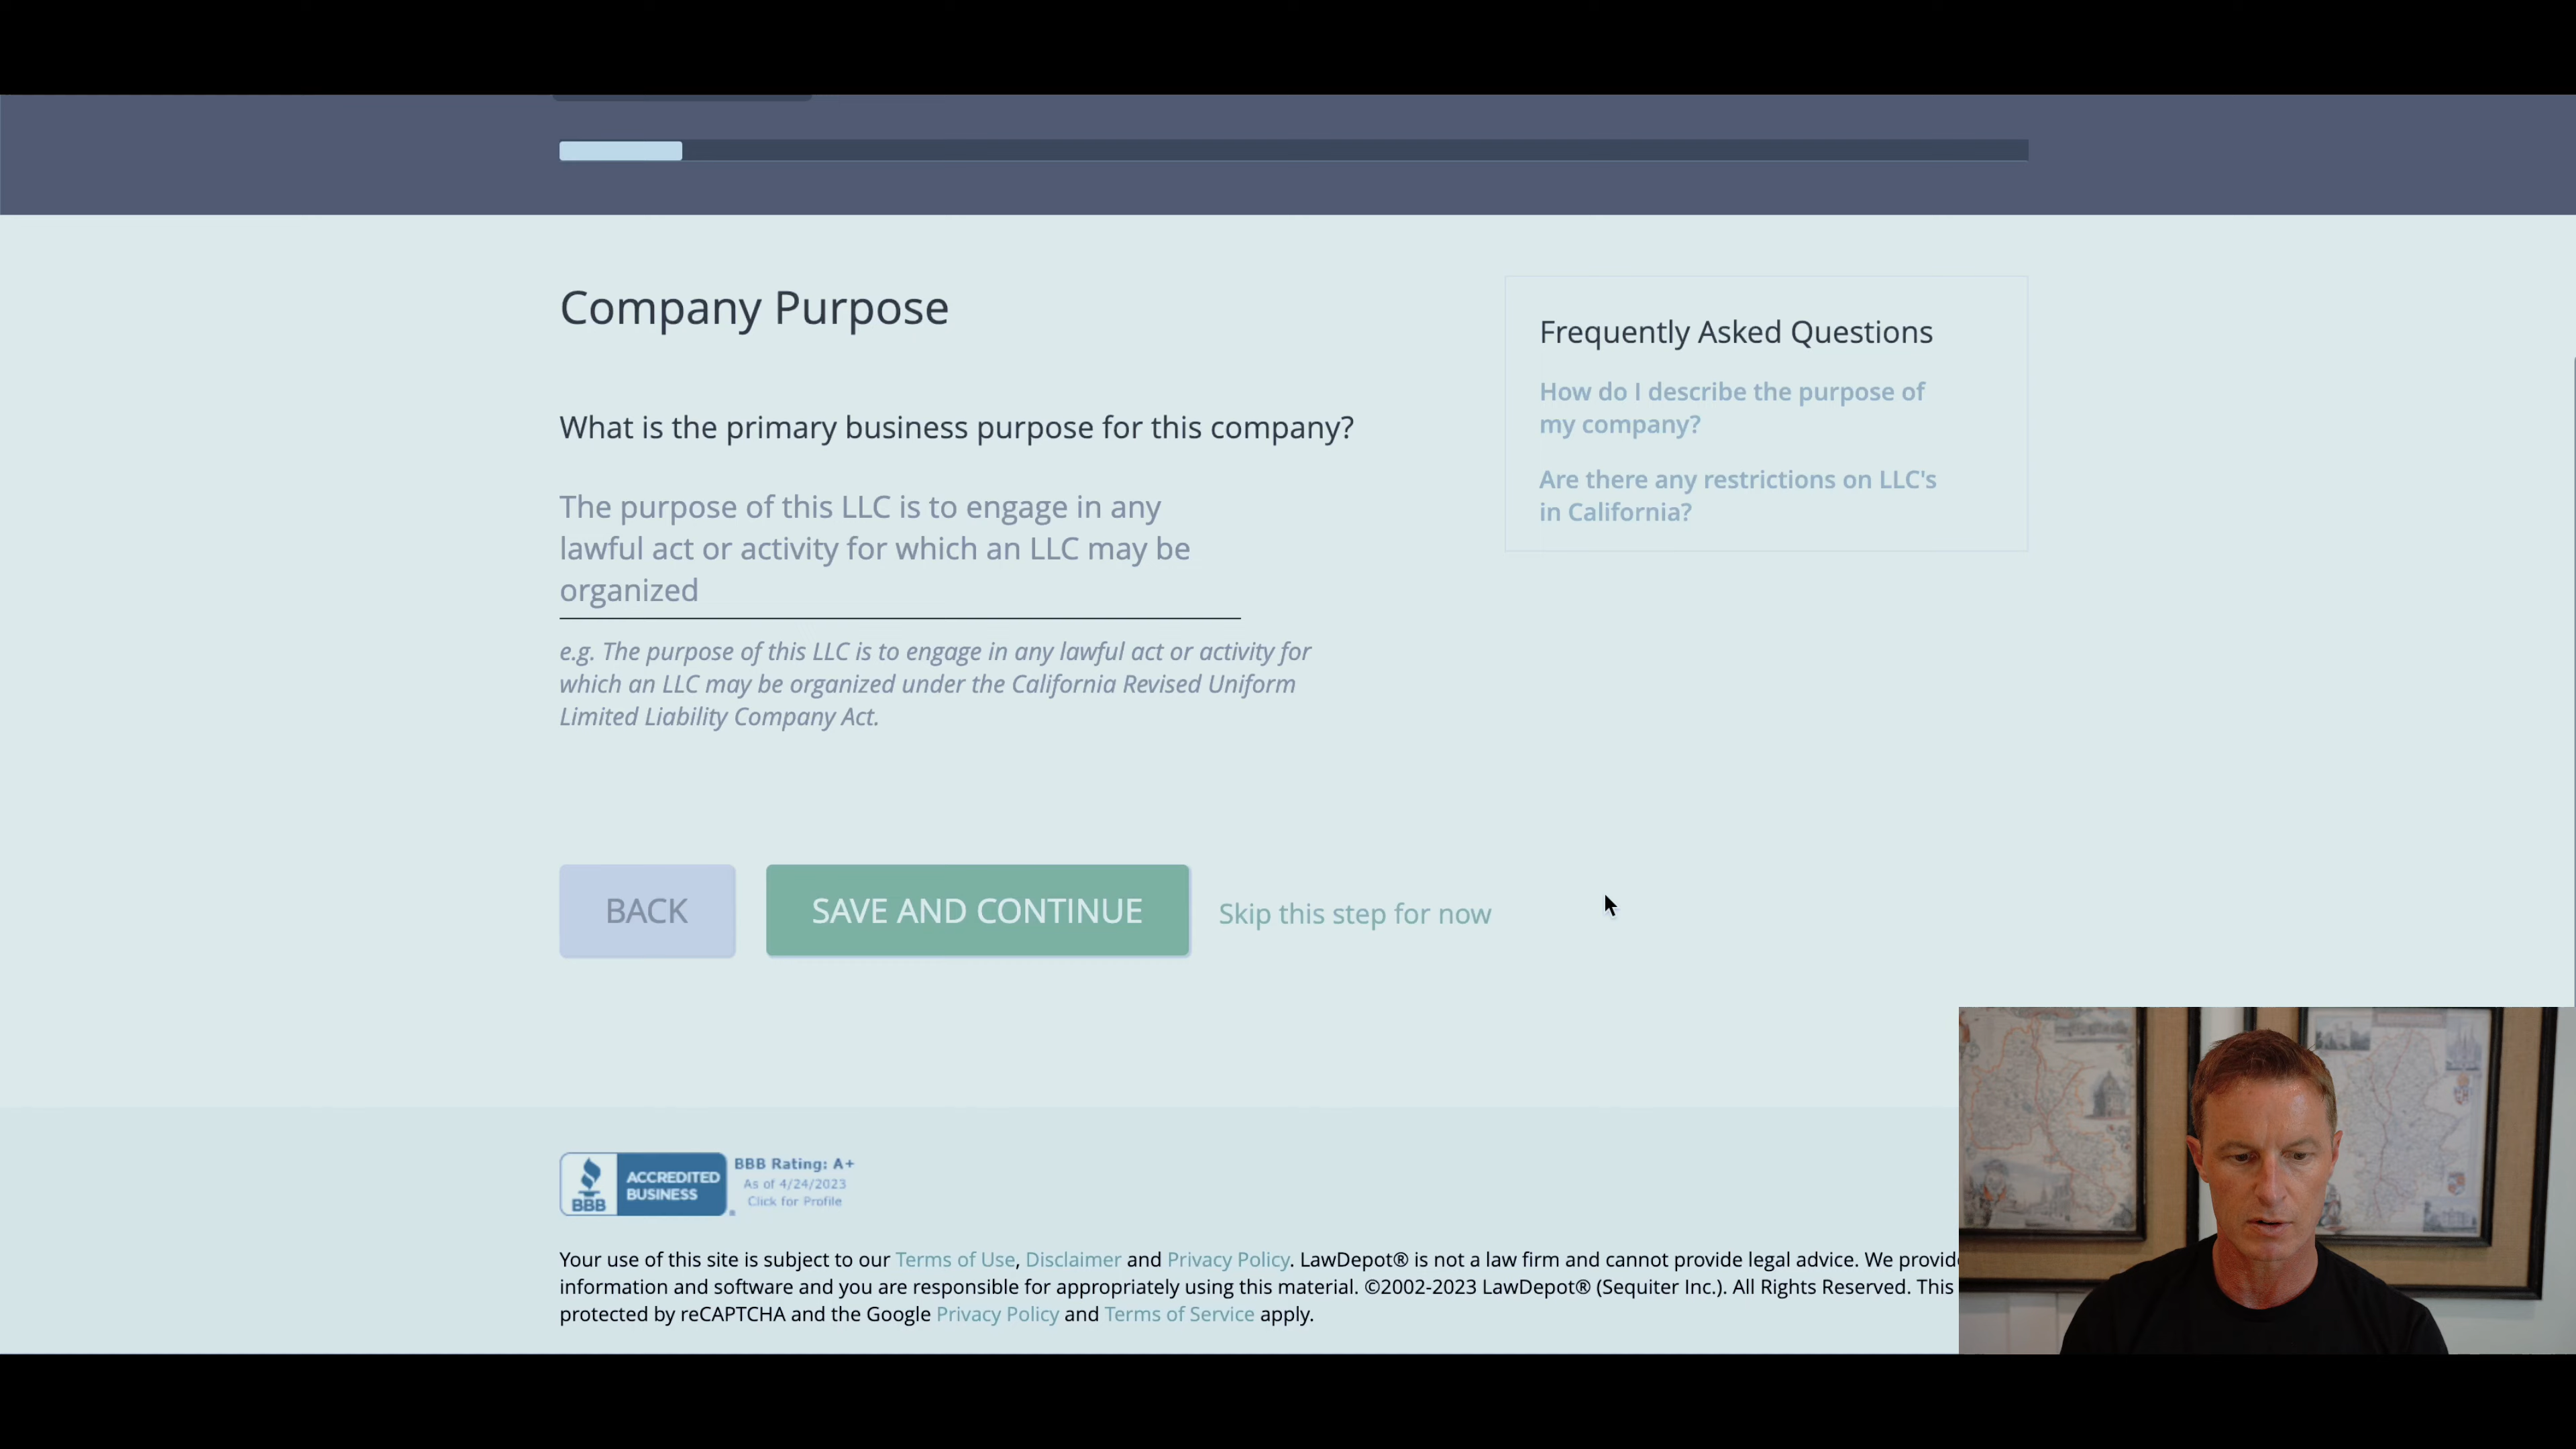 Company Purpose
What is the primary business purpose for this company?
The purpose of this LLC is to engage in any
lawful act or activity for which an LLC may be
organized
e.g. The purpose of this LLC is to engage in any lawful act or activity for
which an LLC may be organized under the California Revised Uniform
Limited Liability Company Act.
Frequently Asked Questions
How do I describe the purpose of
my company?
Are there any restrictions on LLC's
in California?
BACK
SAVE AND CONTINUE
Skip this step for now
BBB
ACCREDITED
BUSINESS
BBB Rating: A+
As of 4/24/2023
Click for Profile
Your use of this site is subject to our Terms of Use, Disclaimer and Privacy Policy. LawDepot® is not a law firm and cannot provide legal advice. We provid
information and software and you are responsible for appropriately using this material. ©2002-2023 LawDepot® (Sequiter Inc.). All Rights Reserved. This
protected by reCAPTCHA and the Google Privacy Policy and Terms of Service apply.